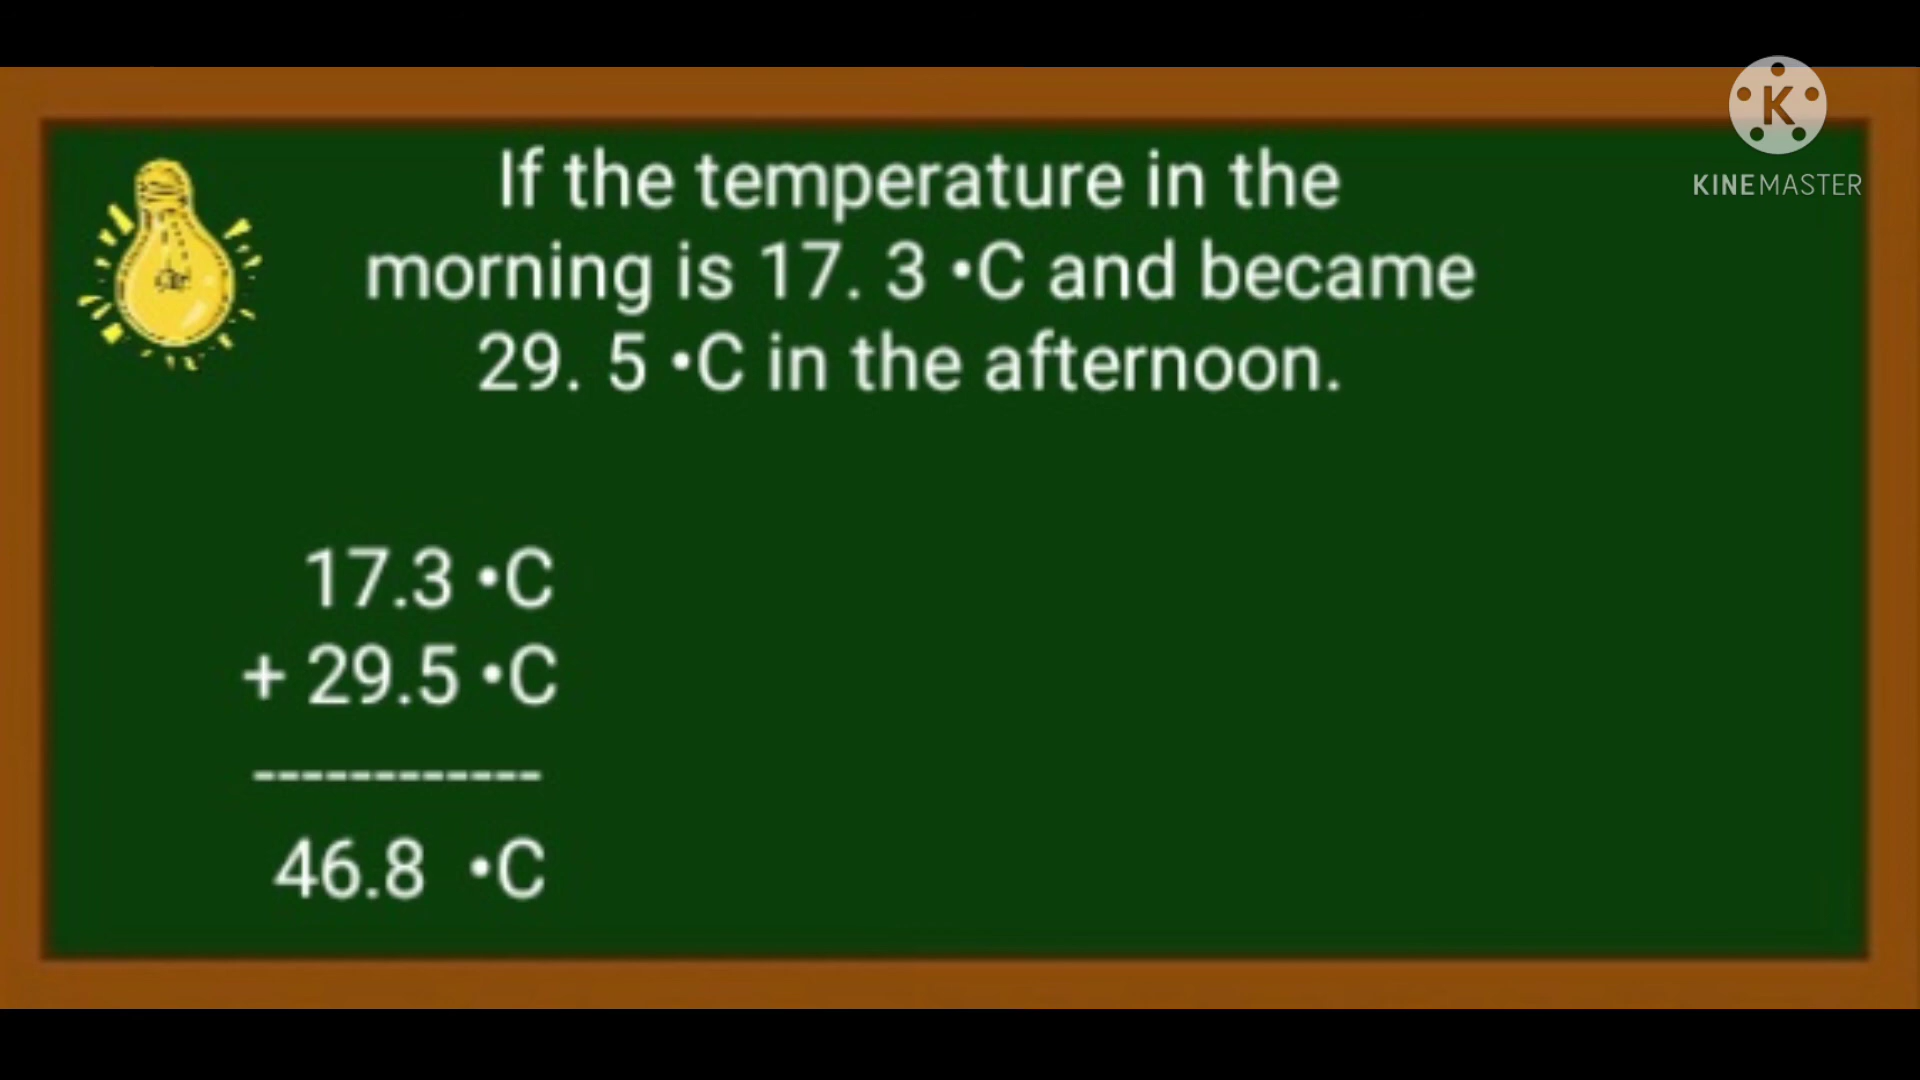 K
KINEMASTER
If the temperature in the
morning is 17. 3 •C and became
29. 5 •C in the afternoon.
17.3 •C
+ 29.5 •C
------------
46.8 •C